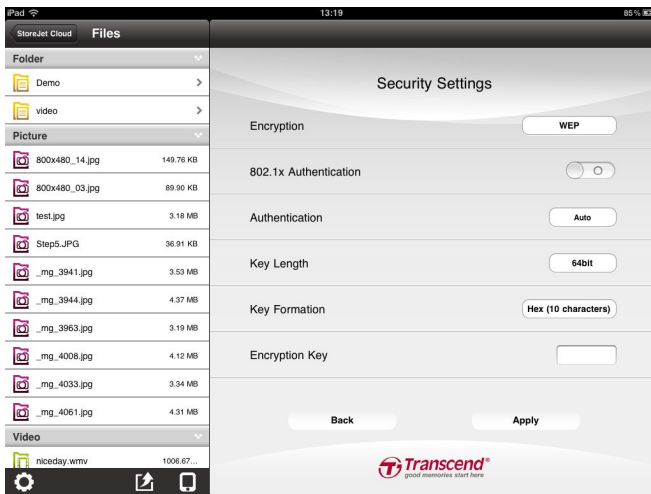 iPad 13:19 85%
StoreJet Cloud Files
Folder
Demo
video
Picture
800x480_14.jpg 149.76 KB
800x480_03.jpg 89.90 KB
test.jpg 3.18 MB
Step5.JPG 36.91 KB
_mg_3941.jpg 3.53 MB
_mg_3944.jpg 4.37 MB
_mg_3963.jpg 3.19 MB
_mg_4008.jpg 4.12 MB
_mg_4033.jpg 3.34 MB
_mg_4061.jpg 4.31 MB
Video
niceday.wmv 1006.67...
Security Settings
Encryption WEP
802.1x Authentication
Authentication Auto
Key Length 64bit
Key Formation Hex (10 characters)
Encryption Key
Back Apply
Transcend®
good memories start here